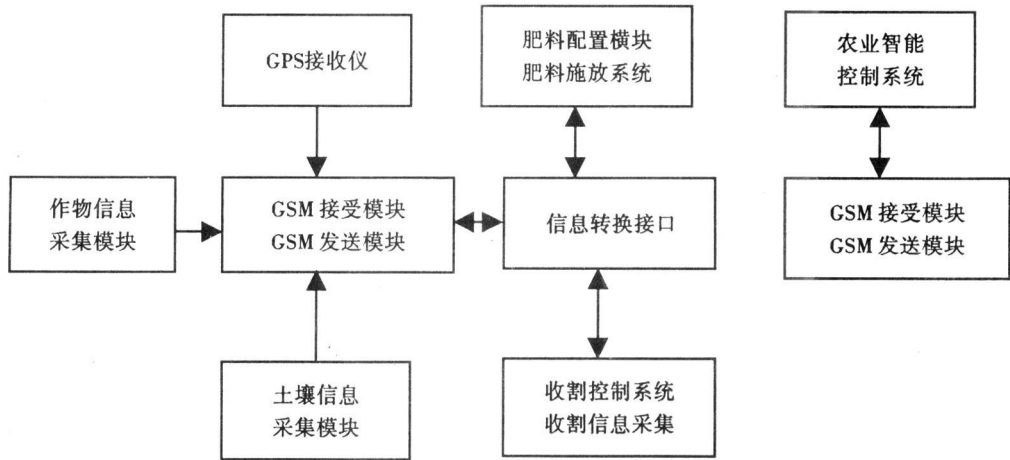 GPS接收仪
肥料配置横块
肥料施放系统
农业智能
控制系统
作物信息
采集模块
GSM 接受模块
GSM 发送模块
信息转换接口
GSM 接受模块
GSM 发送模块
土壤信息
采集模块
收割控制系统
收割信息采集